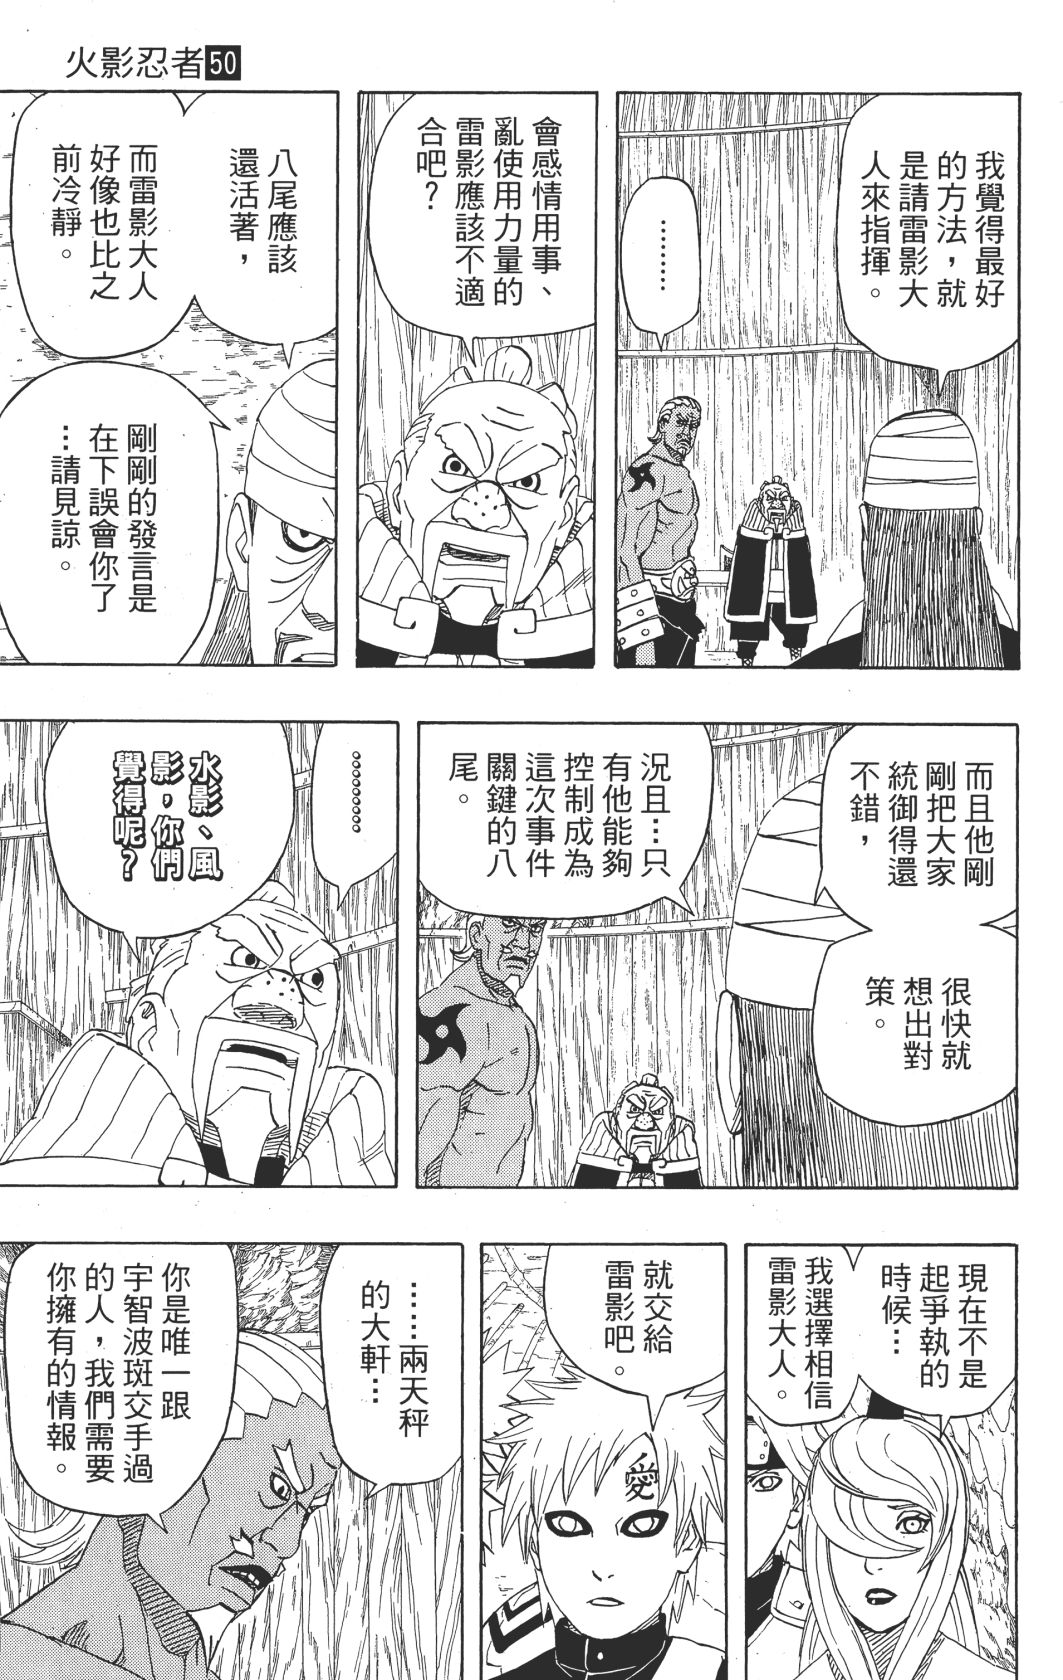 火影忍者50
我覺得最好
的方法，就
是請雷影大
人來指揮。
………
會感情用事、
亂使用力量的
雷影應該不適
合吧？
八尾應該
還活著，
而雷影大人
好像也比之
前冷靜。
剛剛的發言是
在下誤會你了
…請見諒。
而且他剛
剛把大家
統御得還
不錯，
很快就
想出對
策。
況且…只
有他能夠
控制成為
這次事件
關鍵的八
尾。
………
水影、風
影，你們
覺得呢？
現在不是
起爭執的
時候…
我選擇相信
雷影大人。
就交給
雷影吧。
愛
……兩天秤
的大軒…
你是唯一跟
宇智波斑交手過
的人，我們需要
你擁有的情報。